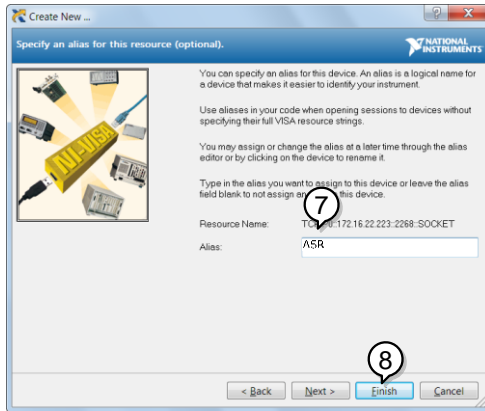 Create New ...
Specify an alias for this resource (optional).
NATIONAL
INSTRUMENTS
You can specify an alias for this device. An alias is a logical name for
a device that makes it easier to identify your instrument.
Use aliases in your code when opening sessions to devices without
specifying their full VISA resource strings.
You may assign or change the alias at a later time through the alias
editor or by clicking on the device to rename it.
Type in the alias you want to assign to this device or leave the alias
field blank to not assign an this device.
7
Resource Name: 172.16.22.223::2268::SOCKET
Alias: ASR
NI-VISA
8
< Back Next > Finish Cancel